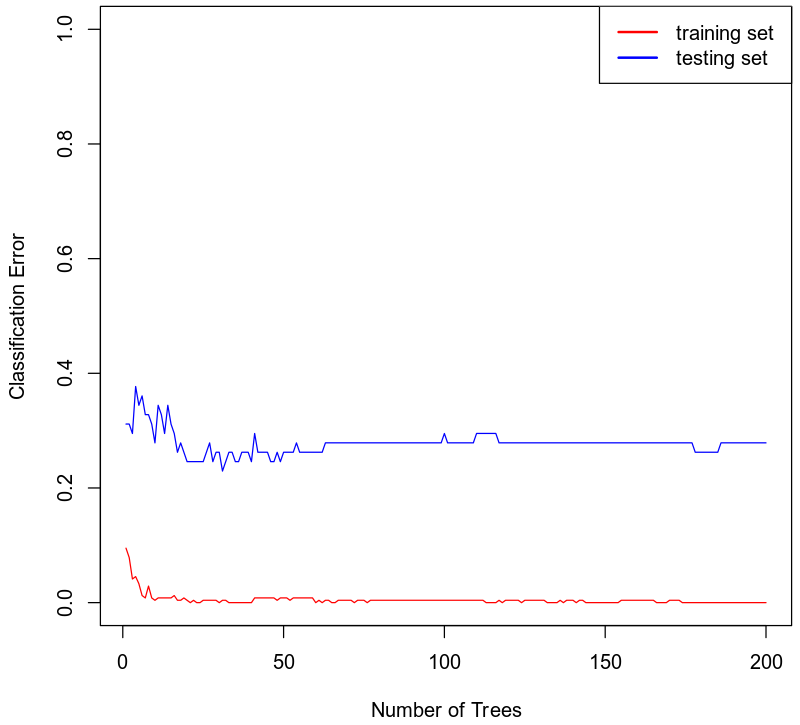 training set
testing set
Classification Error
1.0
0.8
0.6
0.4
0.2
0.0
0 50 100 150 200
Number of Trees